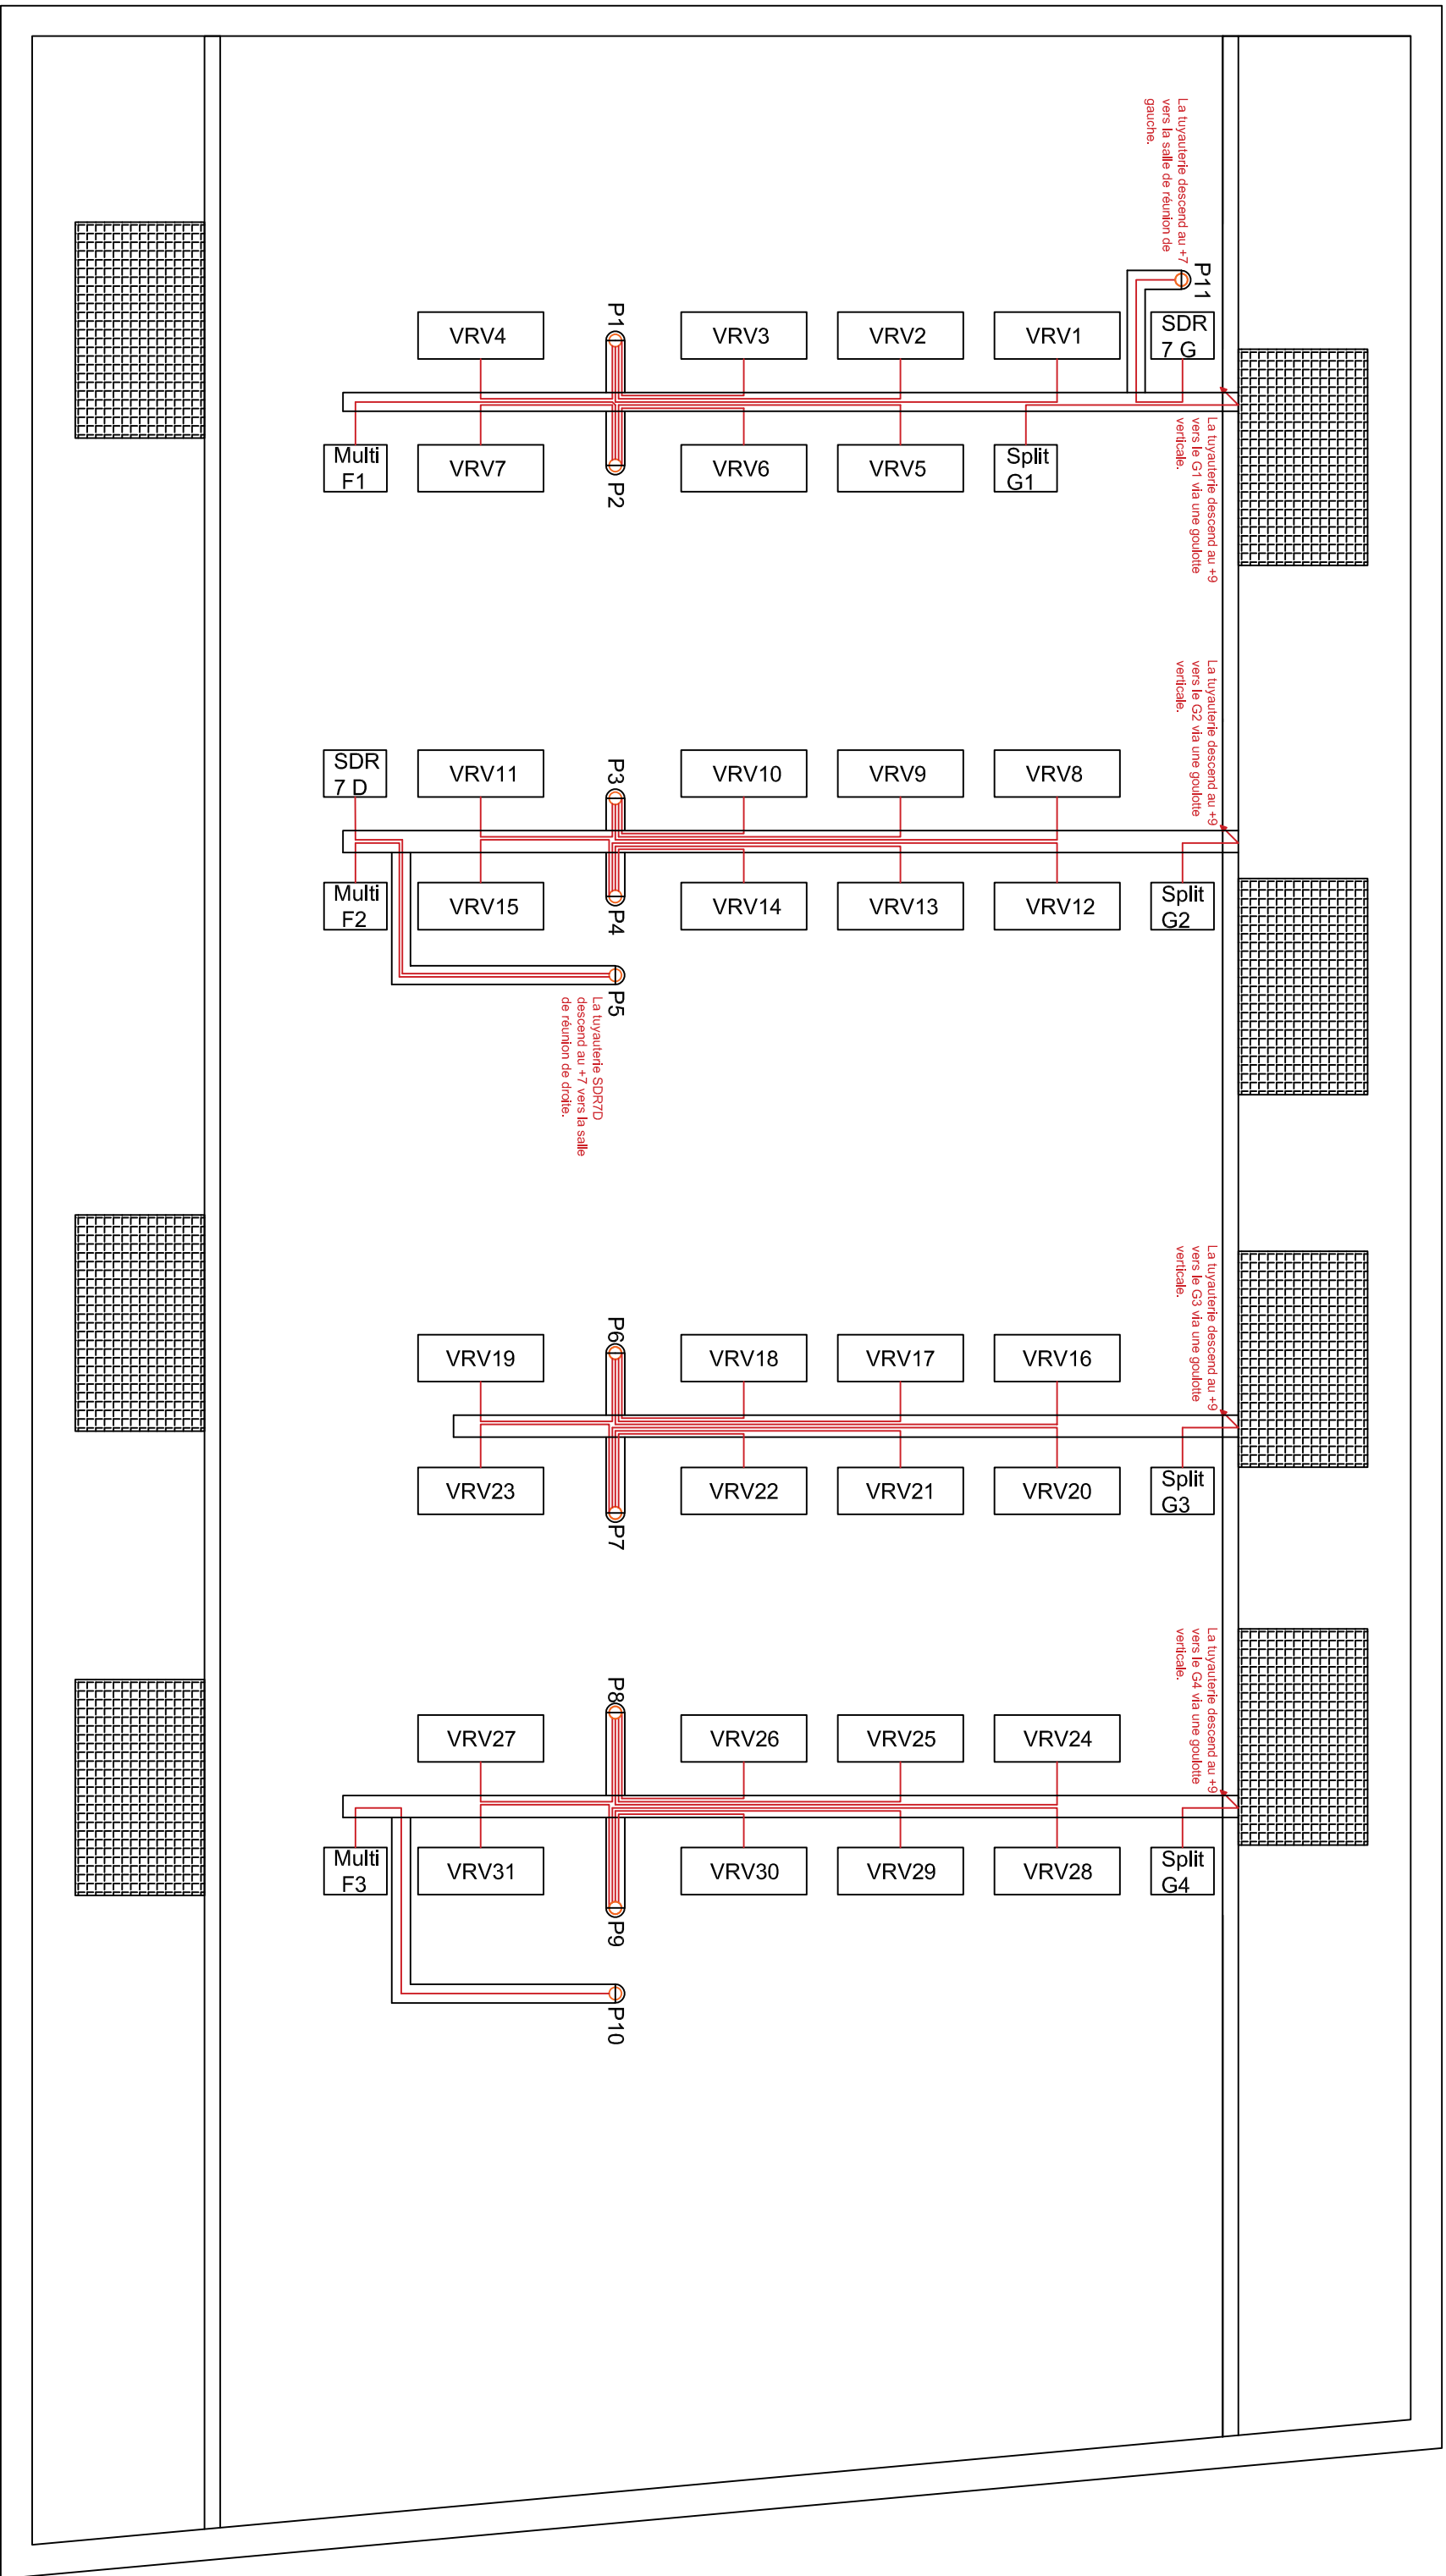 La tuyauterie descend au +7
vers la salle de réunion de
gauche.
P11
SDR
7 G
VRV4
P1
VRV3
VRV2
VRV1
Multi
F1
VRV7
P2
VRV6
VRV5
Split
G1
La tuyauterie descend au +9
vers le G1 via une goulotte
verticale.
La tuyauterie descend au +9
vers le G2 via une goulotte
verticale.
SDR
7 D
VRV11
P3
VRV10
VRV9
VRV8
Multi
F2
VRV15
P4
VRV14
VRV13
VRV12
Split
G2
P5
La tuyauterie SDR7D
descend au +7 vers la salle
de réunion de droite.
La tuyauterie descend au +9
vers le G3 via une goulotte
verticale.
VRV19
P6
VRV18
VRV17
VRV16
VRV23
P7
VRV22
VRV21
VRV20
Split
G3
La tuyauterie descend au +9
vers le G4 via une goulotte
verticale.
VRV27
P8
VRV26
VRV25
VRV24
Multi
F3
VRV31
P9
VRV30
VRV29
VRV28
Split
G4
P10